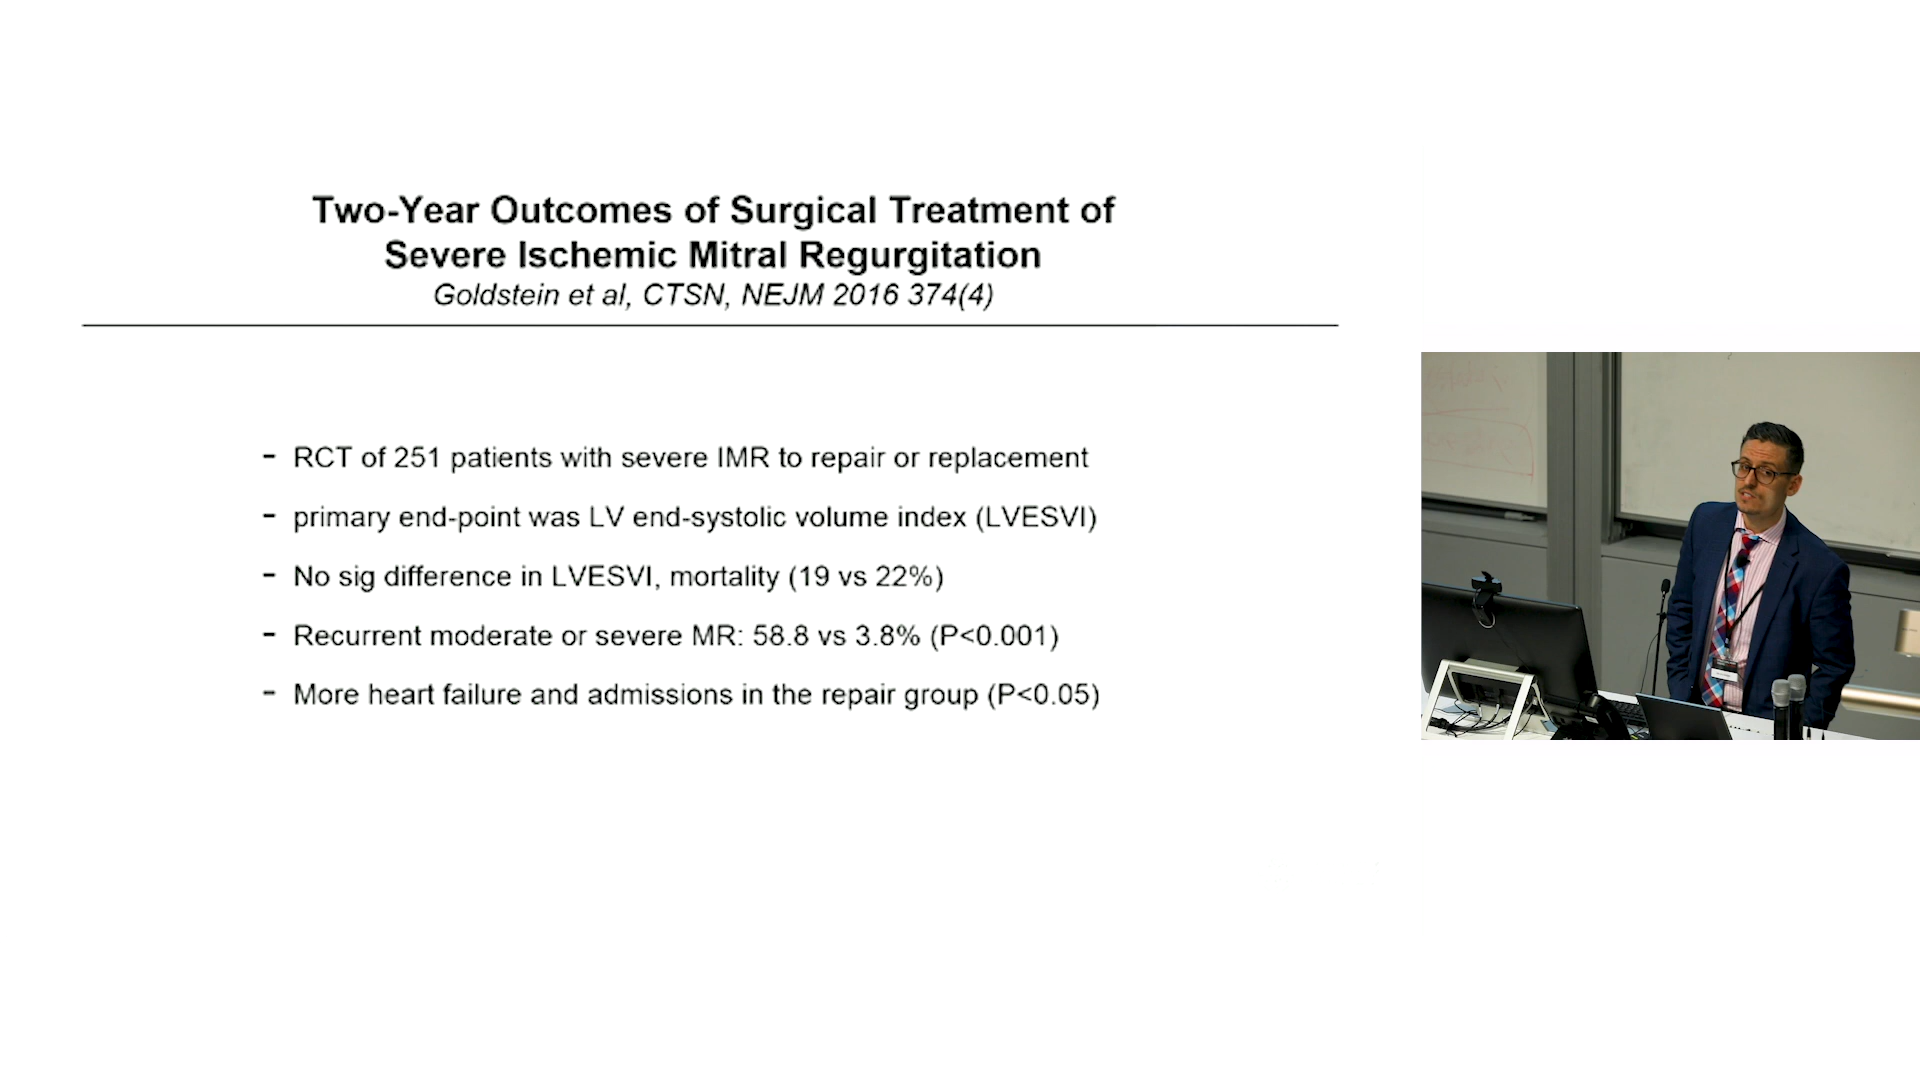 Two-Year Outcomes of Surgical Treatment of
Severe Ischemic Mitral Regurgitation
Goldstein et al, CTSN, NEJM 2016 374(4)
- RCT of 251 patients with severe IMR to repair or replacement
- primary end-point was LV end-systolic volume index (LVESVI)
- No sig difference in LVESVI, mortality (19 vs 22%)
- Recurrent moderate or severe MR: 58.8 vs 3.8% (P<0.001)
- More heart failure and admissions in the repair group (P<0.05)